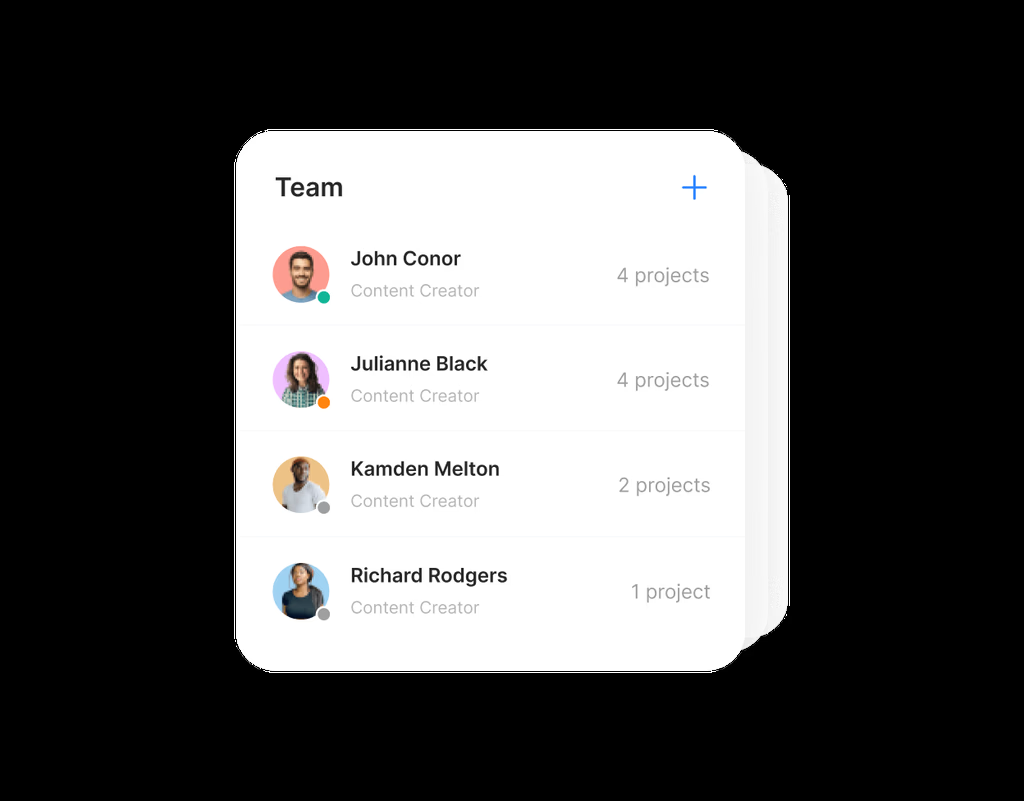 Team
John Conor
Content Creator
4 projects
Julianne Black
Content Creator
4 projects
Kamden Melton
Content Creator
2 projects
Richard Rodgers
Content Creator
1 project